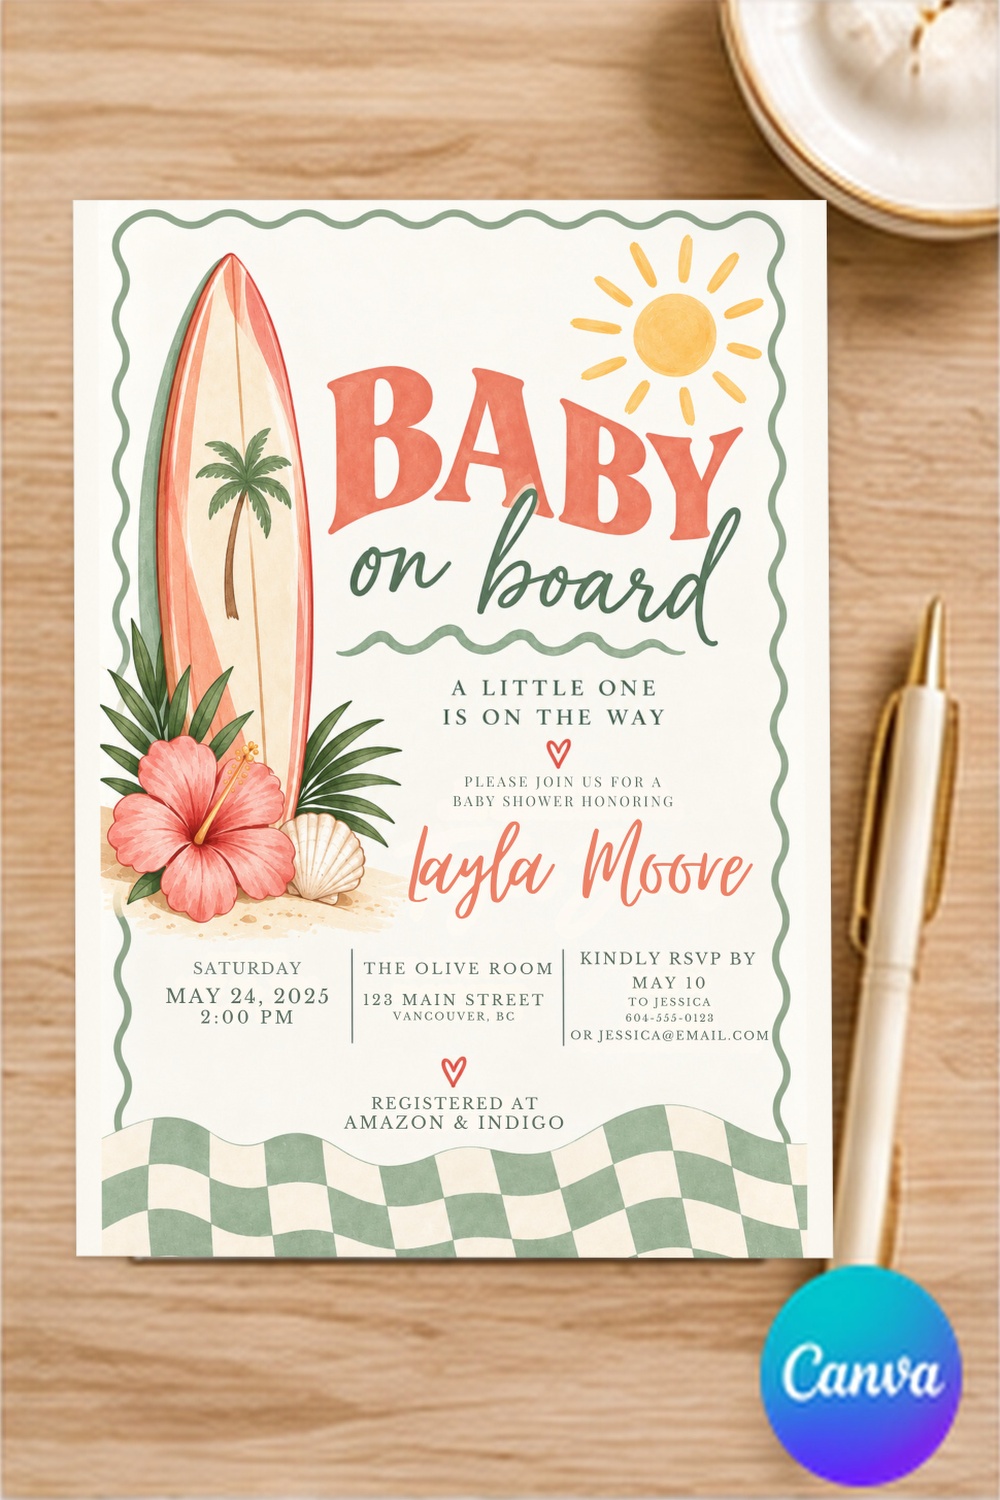 BABY
on board
A LITTLE ONE
IS ON THE WAY
PLEASE JOIN US FOR A
BABY SHOWER HONORING
Layla Moore
SATURDAY
MAY 24, 2025
2:00 PM
THE OLIVE ROOM
123 MAIN STREET
VANCOUVER, BC
KINDLY RSVP BY
MAY 10
TO JESSICA
604-555-0123
OR JESSICA@EMAIL.COM
REGISTERED AT
AMAZON & INDIGO
Canva